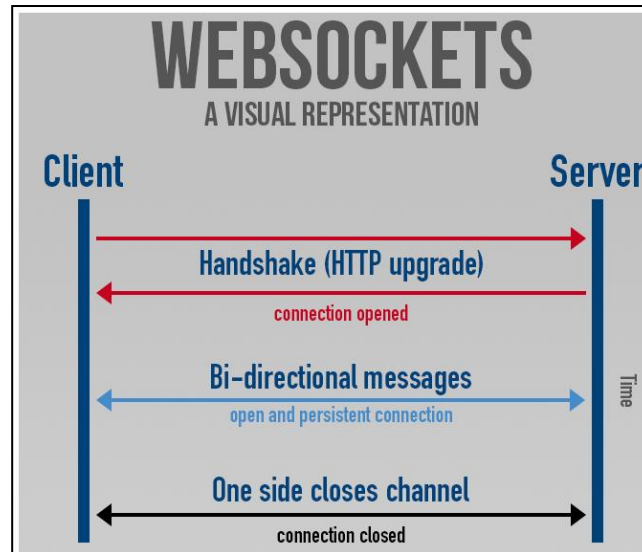 WEBSOCKETS
A VISUAL REPRESENTATION
Client
Server
Handshake (HTTP upgrade)
connection opened
Bi-directional messages
open and persistent connection
Time
One side closes channel
connection closed